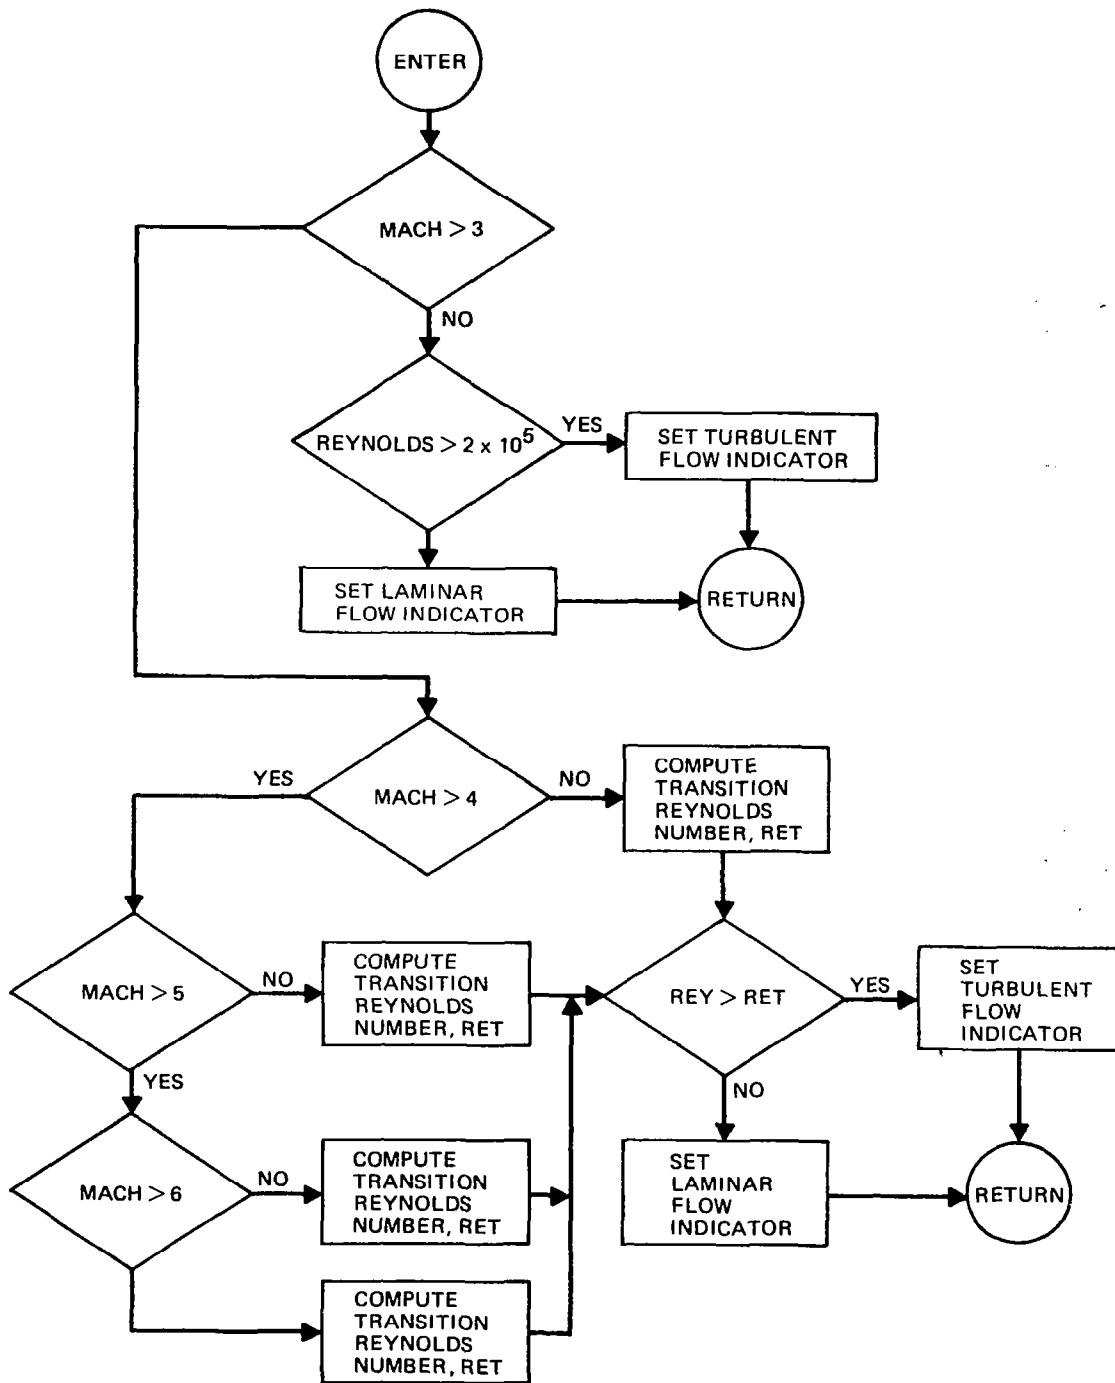 ENTER
MACH > 3
NO
REYNOLDS > 2 x 10⁵
YES
SET TURBULENT
FLOW INDICATOR
SET LAMINAR
FLOW INDICATOR
RETURN
YES
MACH > 4
NO
COMPUTE
TRANSITION
REYNOLDS
NUMBER, RET
MACH > 5
NO
COMPUTE
TRANSITION
REYNOLDS
NUMBER, RET
REY > RET
YES
SET
TURBULENT
FLOW
INDICATOR
YES
NO
MACH > 6
NO
COMPUTE
TRANSITION
REYNOLDS
NUMBER, RET
SET
LAMINAR
FLOW
INDICATOR
RETURN
COMPUTE
TRANSITION
REYNOLDS
NUMBER, RET